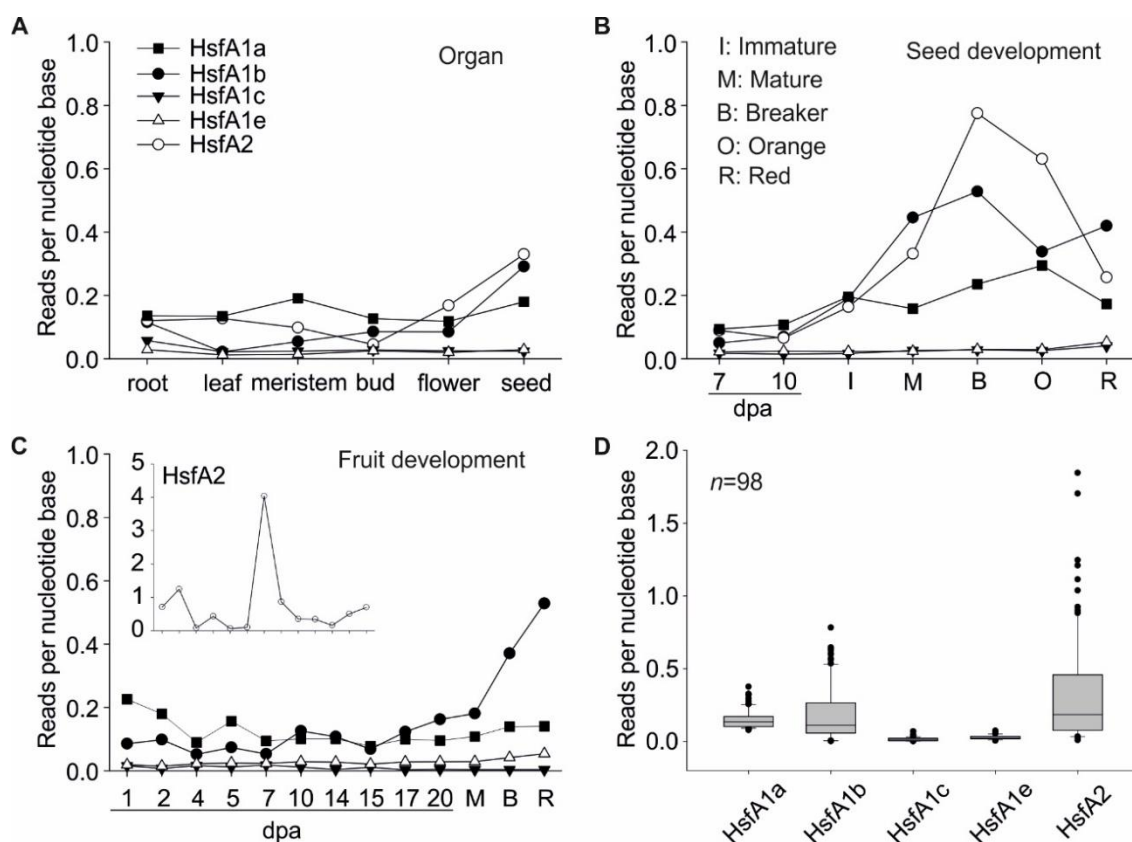 A
Organ
HsfA1a
HsfA1b
HsfA1c
HsfA1e
HsfA2
Reads per nucleotide base
1.0
0.8
0.6
0.4
0.2
0.0
root leaf meristem bud flower seed
B
Seed development
I: Immature
M: Mature
B: Breaker
O: Orange
R: Red
Reads per nucleotide base
1.0
0.8
0.6
0.4
0.2
0.0
7 10 I M B O R
dpa
C
Fruit development
HsfA2
5
4
3
2
1
0
Reads per nucleotide base
1.0
0.8
0.6
0.4
0.2
0.0
1 2 4 5 7 10 14 15 17 20 M B R
dpa
D
n=98
Reads per nucleotide base
2.0
1.5
1.0
0.5
0.0
HsfA1a HsfA1b HsfA1c HsfA1e HsfA2